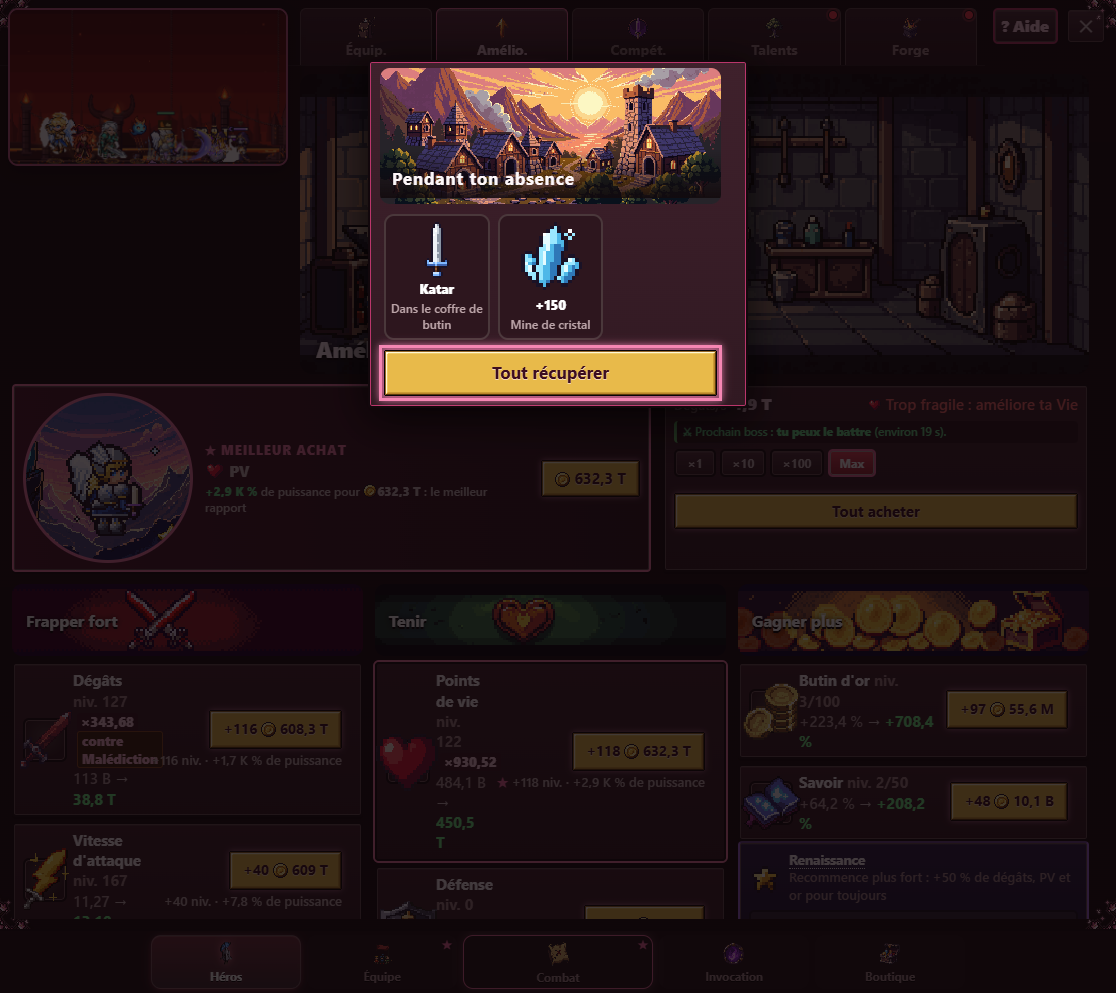 Équip.
Amélio.
Compét.
Talents
Forge
? Aide
Pendant ton absence
Katar
Dans le coffre de
butin
+150
Mine de cristal
Tout récupérer
Amél
,9 T
Trop fragile : améliore ta Vie
Prochain boss : tu peux le battre (environ 19 s).
×1
×10
×100
Max
Tout acheter
★ MEILLEUR ACHAT
PV
+2,9 K % de puissance pour 632,3 T : le meilleur
rapport
632,3 T
Frapper fort
Tenir
Gagner plus
Dégâts
niv. 127
×343,68
contre
Malédiction
116 niv. · +1,7 K % de puissance
113 B →
38,8 T
+116 608,3 T
Vitesse
d'attaque
niv. 167
11,27 →
+40 niv. · +7,8 % de puissance
+40 609 T
Points
de vie
niv.
122
×930,52
484,1 B
★ +118 niv. · +2,9 K % de puissance
→
450,5
T
+118 632,3 T
Défense
niv. 0
Butin d'or niv.
3/100
+223,4 % → +708,4
%
+97 55,6 M
Savoir niv. 2/50
+64,2 % → +208,2
%
+48 10,1 B
Renaissance
Recommence plus fort : +50 % de dégâts, PV et
or pour toujours
Héros
Équipe
Combat
Invocation
Boutique